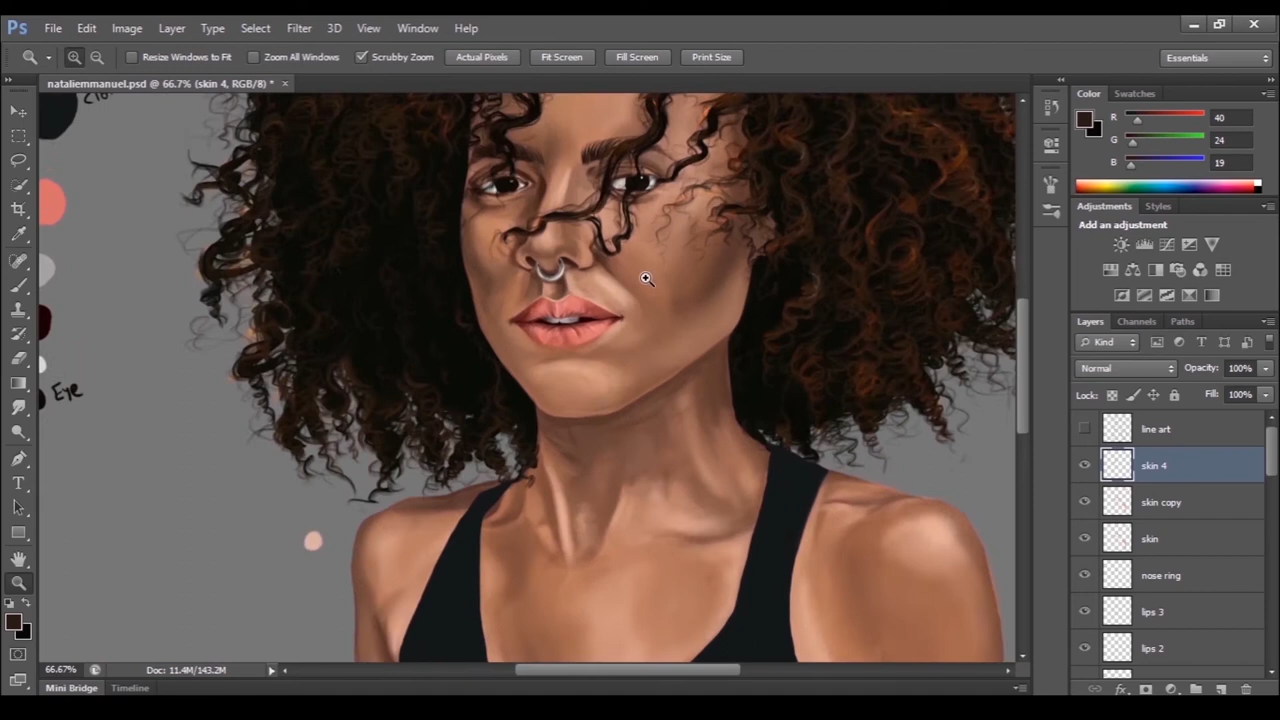 Ps File Edit Image Layer Type Select Filter 3D View Window Help
Resize Windows to Fit Zoom All Windows Scrubby Zoom Actual Pixels Fit Screen Fill Screen Print Size Essentials
nataliemmanuel.psd @ 66.7% (skin 4, RGB/8) * ×
Color Swatches
R 40
G 24
B 19
Adjustments Styles
Add an adjustment
Layers Channels Paths
Kind
Normal Opacity: 100%
Lock: Fill: 100%
line art
skin 4
skin copy
skin
nose ring
lips 3
lips 2
Eye
66.67% Doc: 11.4M/143.2M
Mini Bridge Timeline